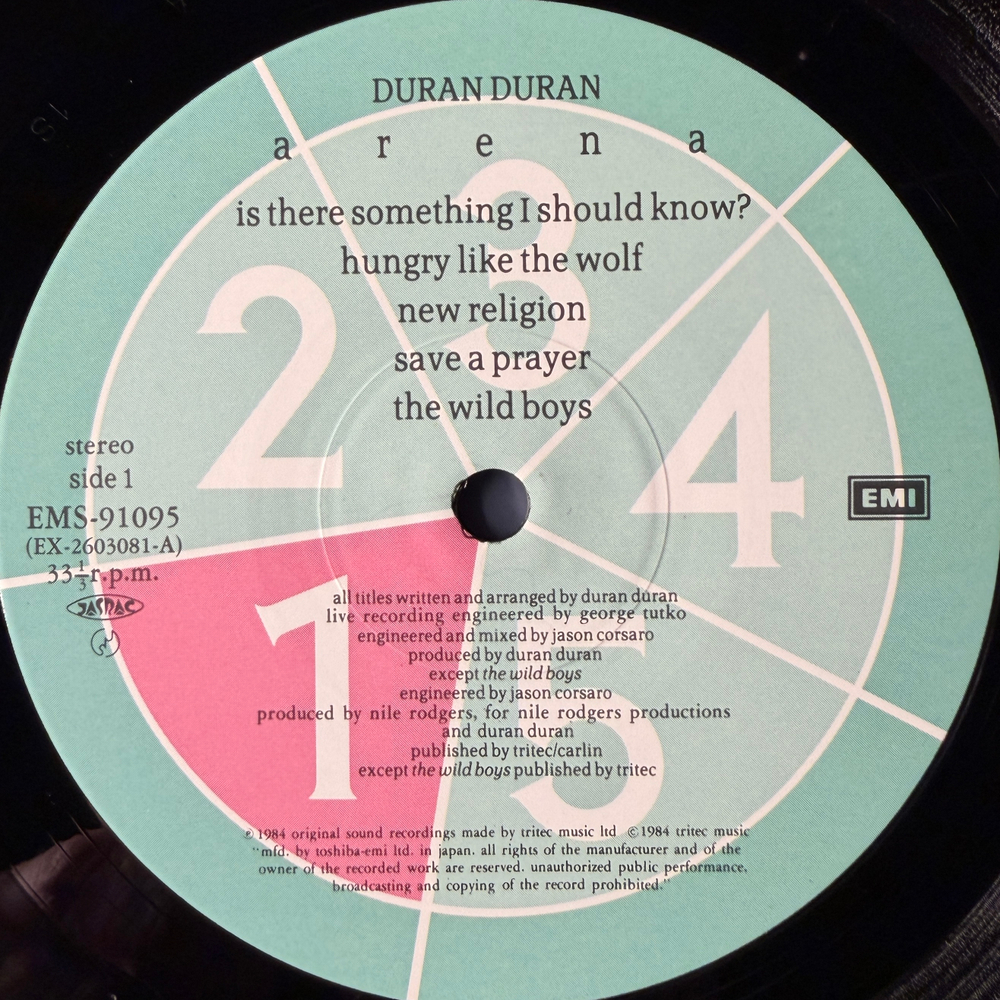 DURAN DURAN
a r e n a
is there something I should know?
hungry like the wolf
new religion
save a prayer
the wild boys
3
2
4
stereo
side 1
EMS-91095
(EX-2603081-A)
33⅓r.p.m.
JASRAC
EMI
1
5
all titles written and arranged by duran duran
live recording engineered by george tutko
engineered and mixed by jason corsaro
produced by duran duran
except the wild boys
engineered by jason corsaro
produced by nile rodgers, for nile rodgers productions
and duran duran
published by tritec/carlin
except the wild boys published by tritec
℗1984 original sound recordings made by tritec music ltd ©1984 tritec music
"mfd. by toshiba-emi ltd. in japan. all rights of the manufacturer and of the
owner of the recorded work are reserved. unauthorized public performance,
broadcasting and copying of the record prohibited."